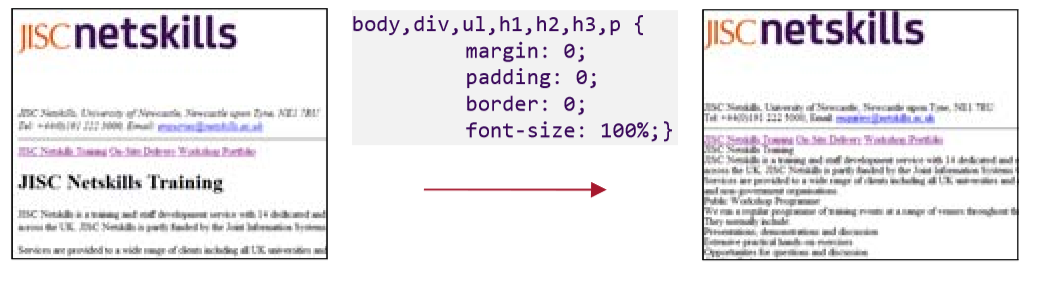 JISC netskills
JISC Netskills, University of Newcastle, Newcastle upon Tyne, NE1 7RU
Tel: +44(0)191 222 5000, Email: enquiries@netskills.ac.uk
JISC Netskills Training On-Site Delivery Workshop Portfolio
JISC Netskills Training
JISC Netskills is a training and staff development service with 14 dedicated and
across the UK. JISC Netskills is partly funded by the Joint Information Systems
Services are provided to a wide range of clients including all UK universities and
body,div,ul,h1,h2,h3,p {
margin: 0;
padding: 0;
border: 0;
font-size: 100%;}
JISC netskills
JISC Netskills, University of Newcastle, Newcastle upon Tyne, NE1 7RU
Tel: +44(0)191 222 5000, Email: enquiries@netskills.ac.uk
JISC Netskills Training On-Site Delivery Workshop Portfolio
JISC Netskills Training
JISC Netskills is a training and staff development service with 14 dedicated and
across the UK. JISC Netskills is partly funded by the Joint Information Systems
Services are provided to a wide range of clients including all UK universities and
and non-government organisations.
Public Workshop Programme
We run a regular programme of training events at a range of venues throughout
They normally include:
Presentations, demonstrations and discussion
Extensive practical hands-on exercises
Opportunities for questions and discussion